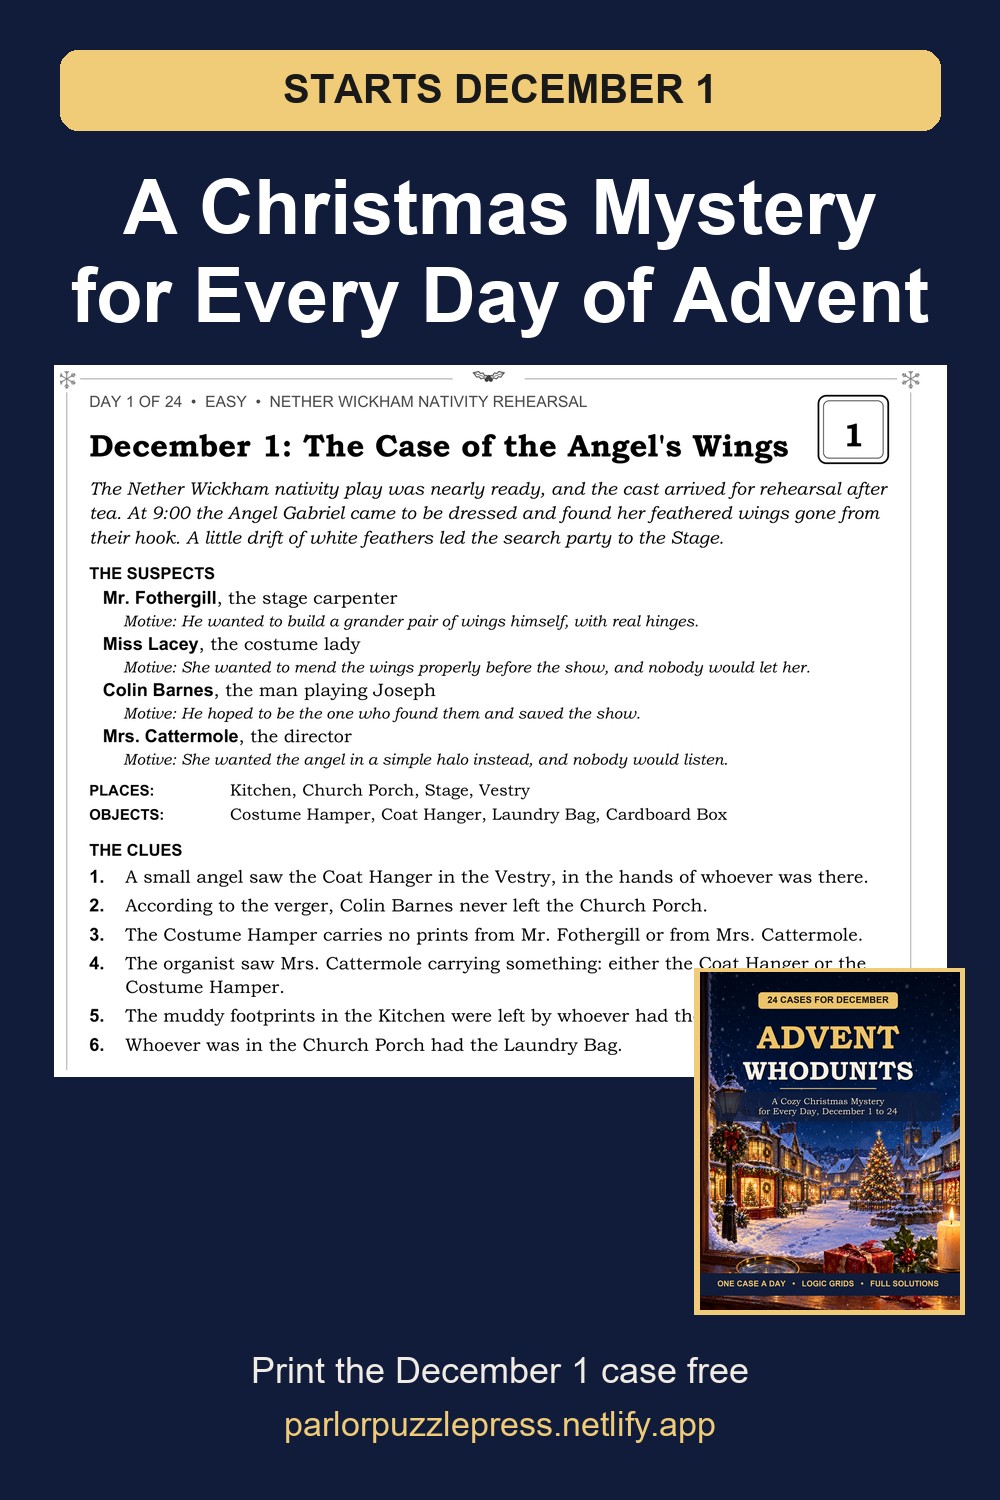 STARTS DECEMBER 1
A Christmas Mystery
for Every Day of Advent
DAY 1 OF 24 • EASY • NETHER WICKHAM NATIVITY REHEARSAL
December 1: The Case of the Angel's Wings
1
The Nether Wickham nativity play was nearly ready, and the cast arrived for rehearsal after
tea. At 9:00 the Angel Gabriel came to be dressed and found her feathered wings gone from
their hook. A little drift of white feathers led the search party to the Stage.
THE SUSPECTS
Mr. Fothergill, the stage carpenter
Motive: He wanted to build a grander pair of wings himself, with real hinges.
Miss Lacey, the costume lady
Motive: She wanted to mend the wings properly before the show, and nobody would let her.
Colin Barnes, the man playing Joseph
Motive: He hoped to be the one who found them and saved the show.
Mrs. Cattermole, the director
Motive: She wanted the angel in a simple halo instead, and nobody would listen.
PLACES: Kitchen, Church Porch, Stage, Vestry
OBJECTS: Costume Hamper, Coat Hanger, Laundry Bag, Cardboard Box
THE CLUES
1. A small angel saw the Coat Hanger in the Vestry, in the hands of whoever was there.
2. According to the verger, Colin Barnes never left the Church Porch.
3. The Costume Hamper carries no prints from Mr. Fothergill or from Mrs. Cattermole.
4. The organist saw Mrs. Cattermole carrying something: either the Coat Hanger or the
Costume Hamper.
5. The muddy footprints in the Kitchen were left by whoever had
6. Whoever was in the Church Porch had the Laundry Bag.
24 CASES FOR DECEMBER
ADVENT
WHODUNITS
A Cozy Christmas Mystery
for Every Day, December 1 to 24
ONE CASE A DAY • LOGIC GRIDS • FULL SOLUTIONS
Print the December 1 case free
parlorpuzzlepress.netlify.app